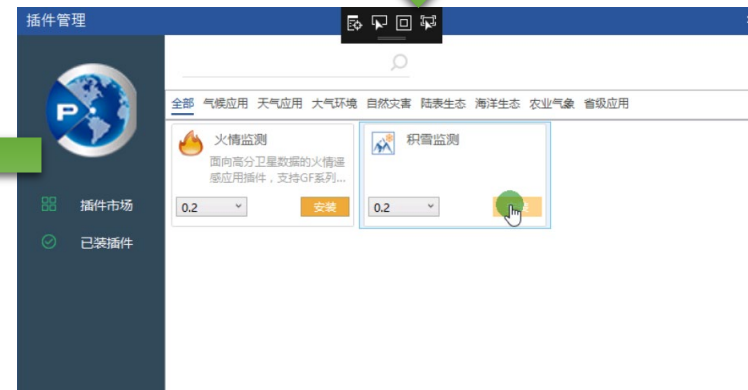 插件管理
P
全部 气候应用 天气应用 大气环境 自然灾害 陆表生态 海洋生态 农业气象 省级应用
火情监测
面向高分卫星数据的火情遥
感应用插件，支持GF系列...
0.2
安装
积雪监测
0.2
插件市场
已装插件